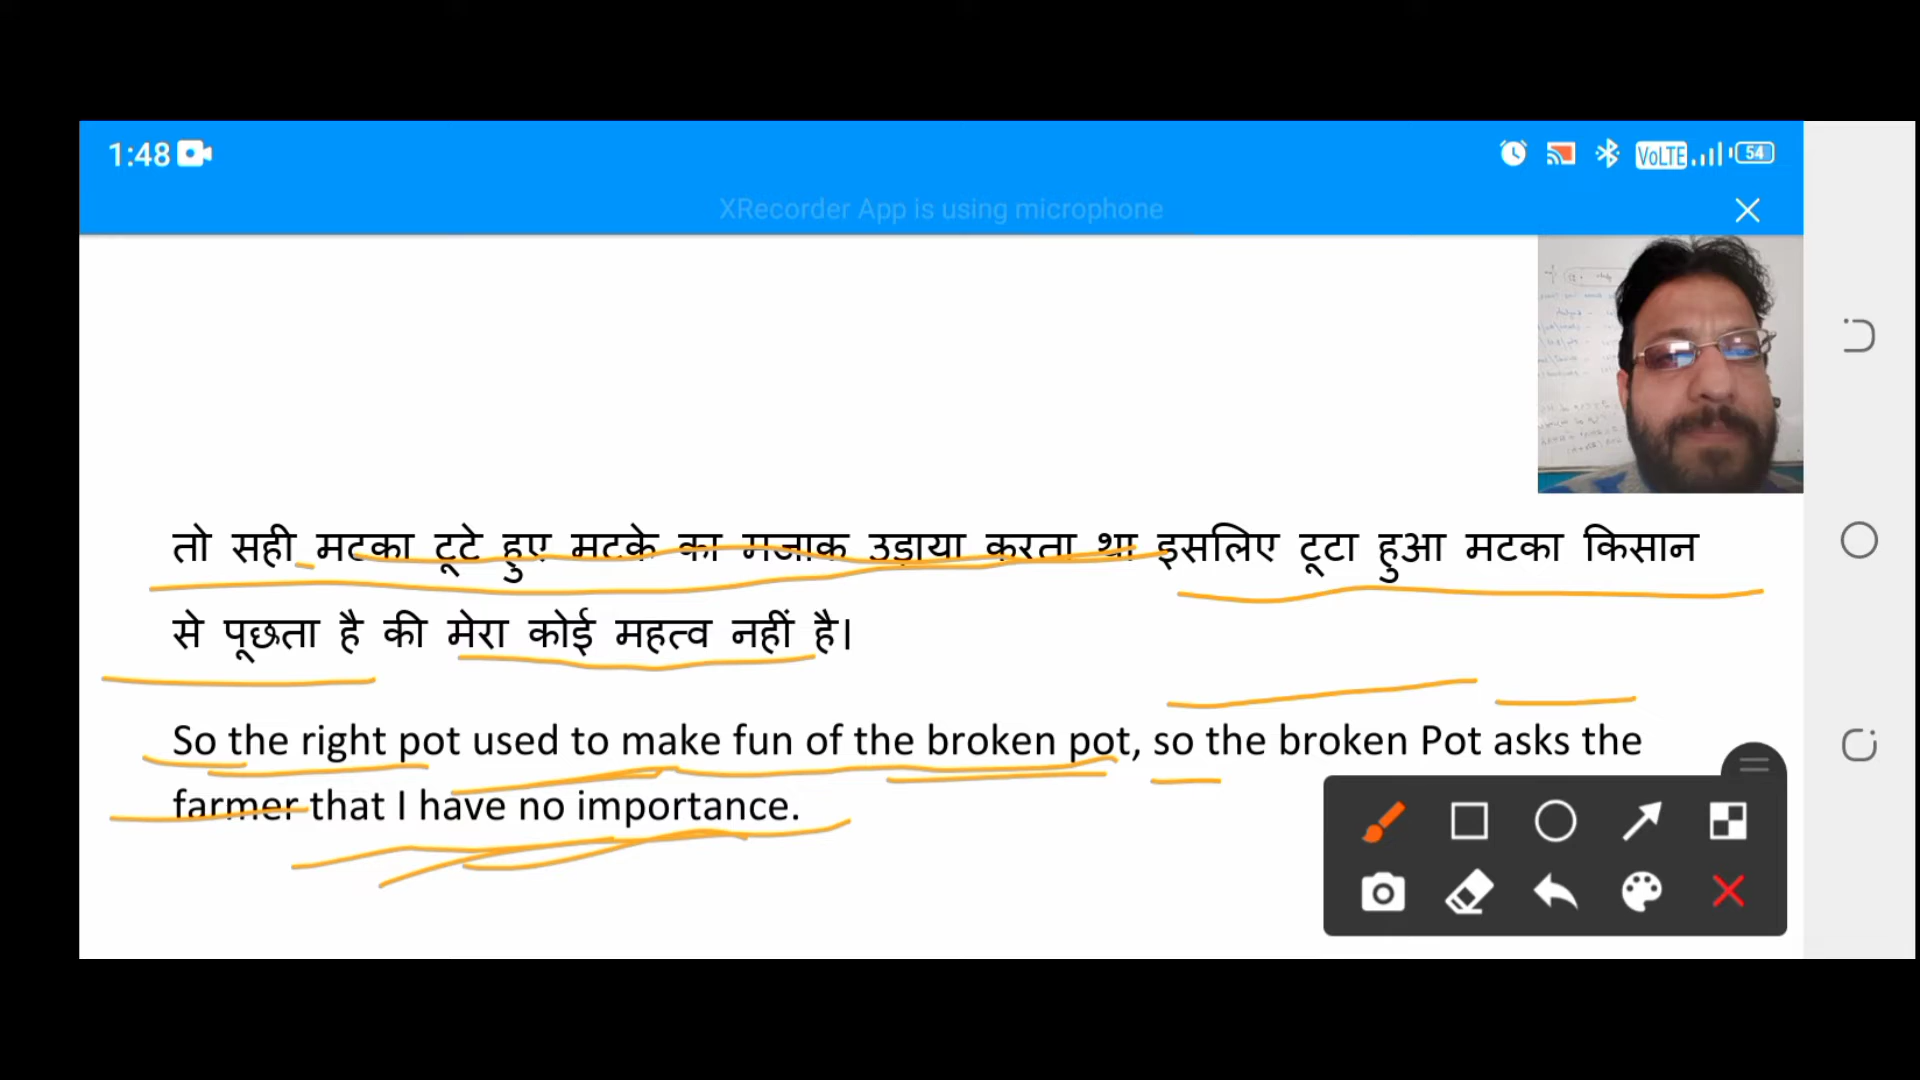 1:48
VoLTE
54
XRecorder App is using microphone
तो सही मटका टूटे हुए मटके का मजाक उड़ाया करता था इसलिए टूटा हुआ मटका किसान
से पूछता है की मेरा कोई महत्व नहीं है।
So the right pot used to make fun of the broken pot, so the broken Pot asks the
farmer that I have no importance.